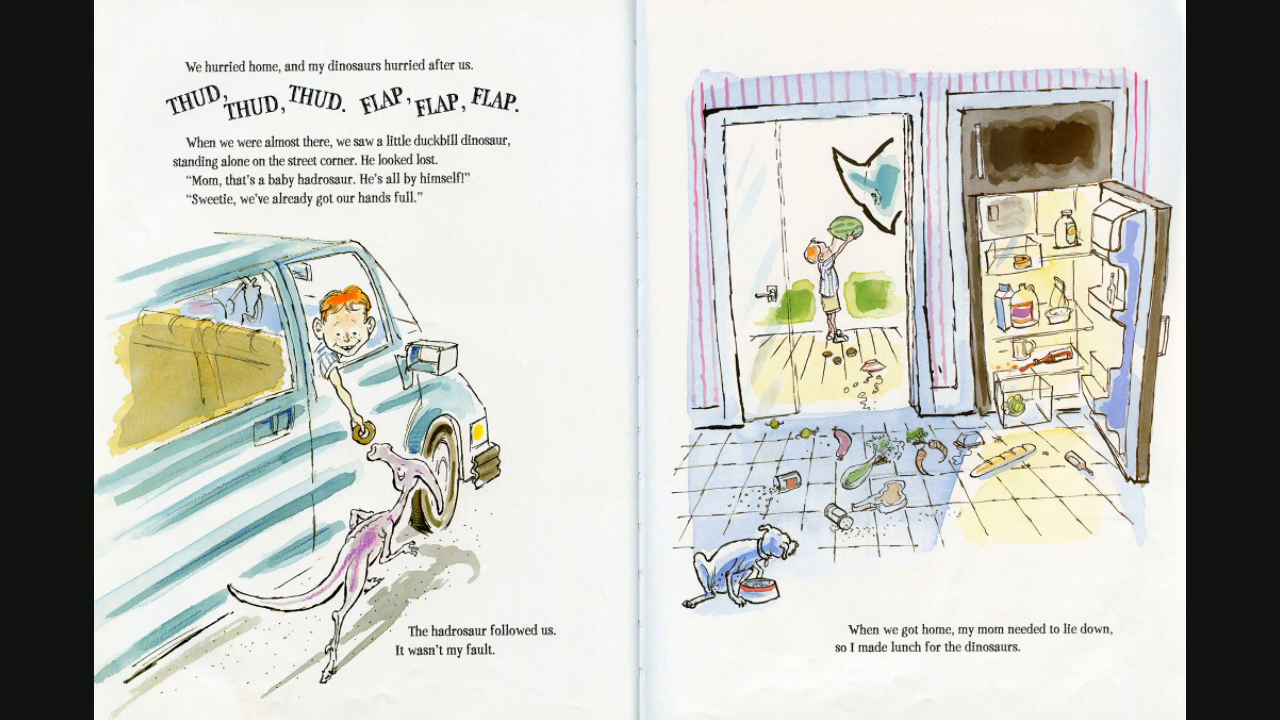 We hurried home, and my dinosaurs hurried after us.
THUD, THUD, THUD. FLAP, FLAP, FLAP.
When we were almost there, we saw a little duckbill dinosaur,
standing alone on the street corner. He looked lost.
“Mom, that’s a baby hadrosaur. He’s all by himself!”
“Sweetie, we’ve already got our hands full.”
The hadrosaur followed us.
It wasn’t my fault.
When we got home, my mom needed to lie down,
so I made lunch for the dinosaurs.